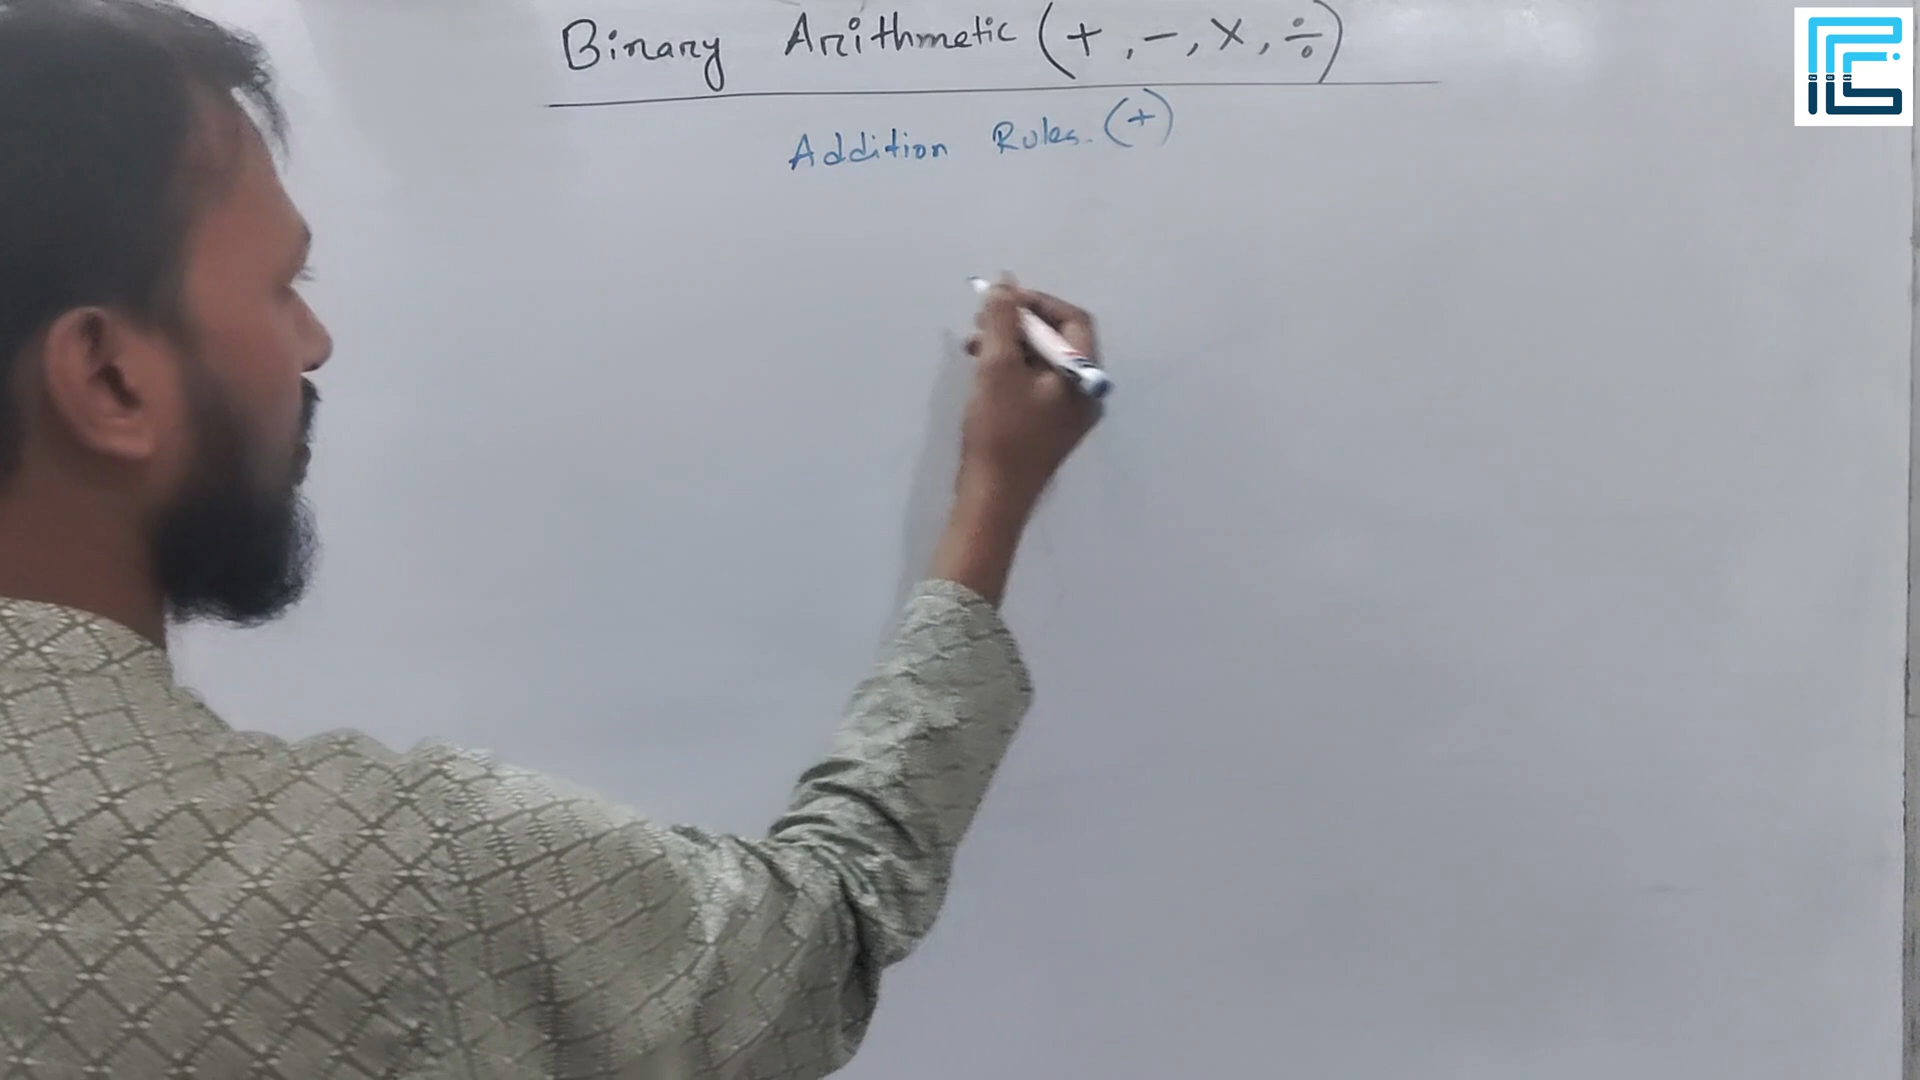 Binary Arithmetic (+, -, ×, ÷)
Addition Rules. (+)